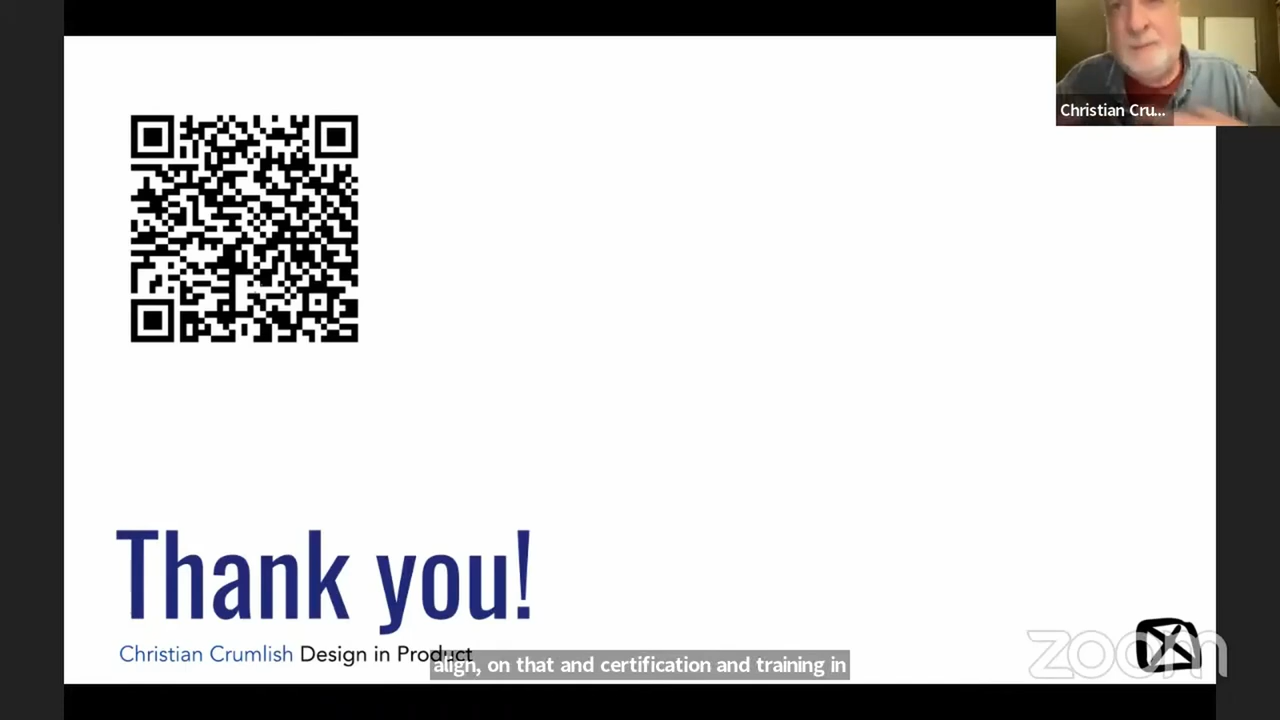 Christian Cru...
Thank you!
Christian Crumlish Design in Product
align, on that and certification and training in
zoom